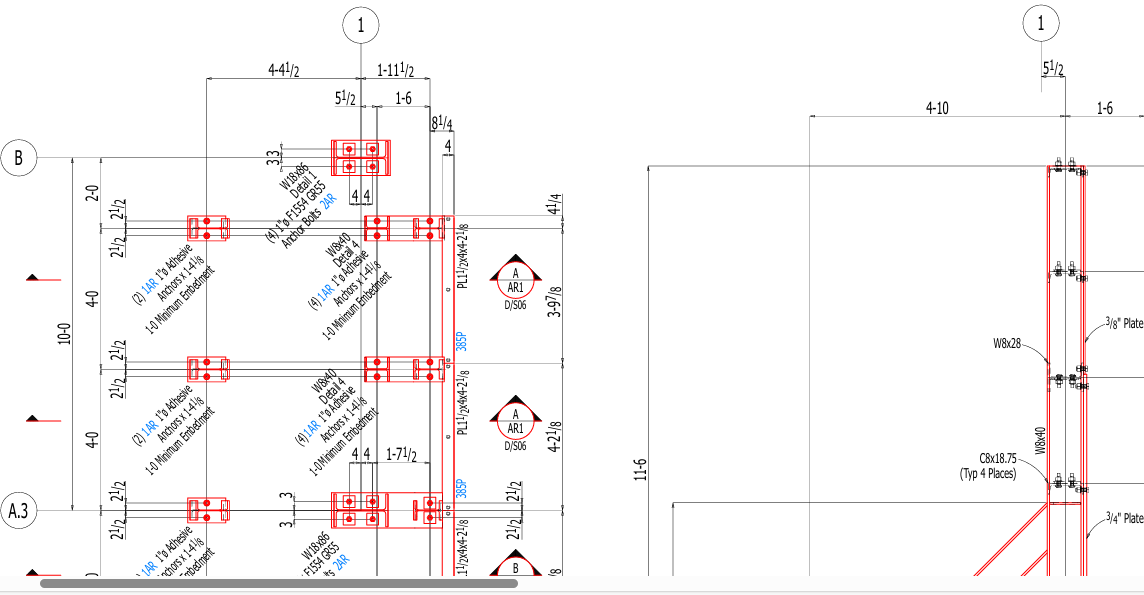 1
1
4-4 1/2
1-11 1/2
5 1/2
5 1/2
1-6
4-10
1-6
8 1/4
4
B
3
3
W18x86
Detail 1
(4) 1"ø F1554 GR55
Anchor Bolts 2AR
4 4
2-0
2 1/2
2 1/2
4 1/4
W8x40
Detail 4
(4) 1AR 1"ø Adhesive
Anchors x 1-4 1/8
1-0 Minimum Embedment
(2) 1AR 1"ø Adhesive
Anchors x 1-4 1/8
1-0 Minimum Embedment
PL1 1/2x4x4-2 1/8
A
AR1
D/S06
4-0
3-9 7/8
10-0
385P
3/8" Plate
W8x28
2 1/2
2 1/2
W8x40
Detail 4
(4) 1AR 1"ø Adhesive
Anchors x 1-4 1/8
1-0 Minimum Embedment
(2) 1AR 1"ø Adhesive
Anchors x 1-4 1/8
1-0 Minimum Embedment
PL1 1/2x4x4-2 1/8
A
AR1
D/S06
4-0
4-2 1/8
4 4
1-7 1/2
W8x40
11-6
C8x18.75
(Typ 4 Places)
385P
2 1/2
2 1/2
3
3
2 1/2
2 1/2
A.3
3/4" Plate
W18x86
F1554 GR55
2AR
1AR 1"ø Adhesive
Anchors x 1-4 1/8
1/2x4x4-2 1/8
B